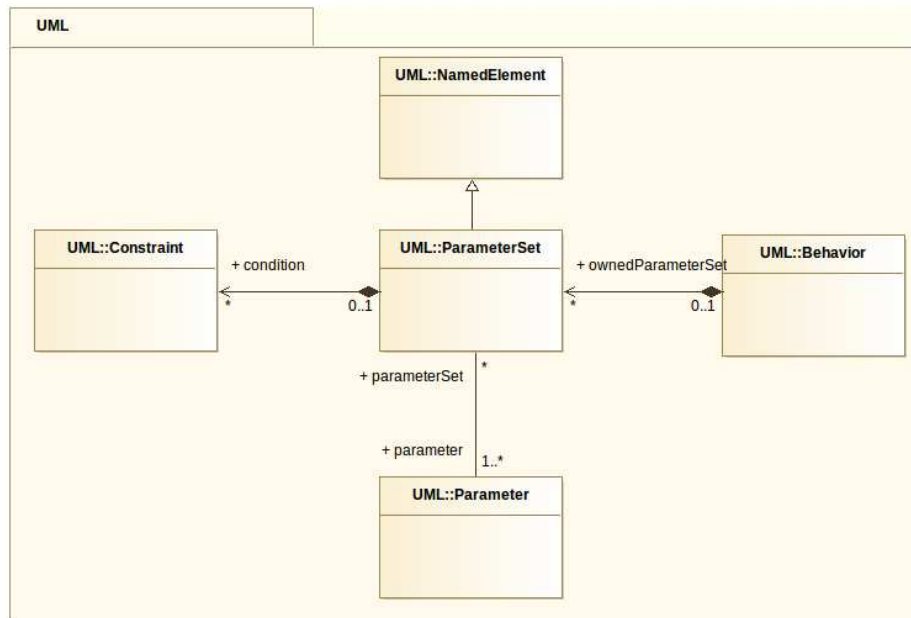 UML
UML::NamedElement
UML::Constraint
UML::ParameterSet
UML::Behavior
+ condition
+ ownedParameterSet
*
0..1
*
0..1
+ parameterSet
*
+ parameter
1..*
UML::Parameter